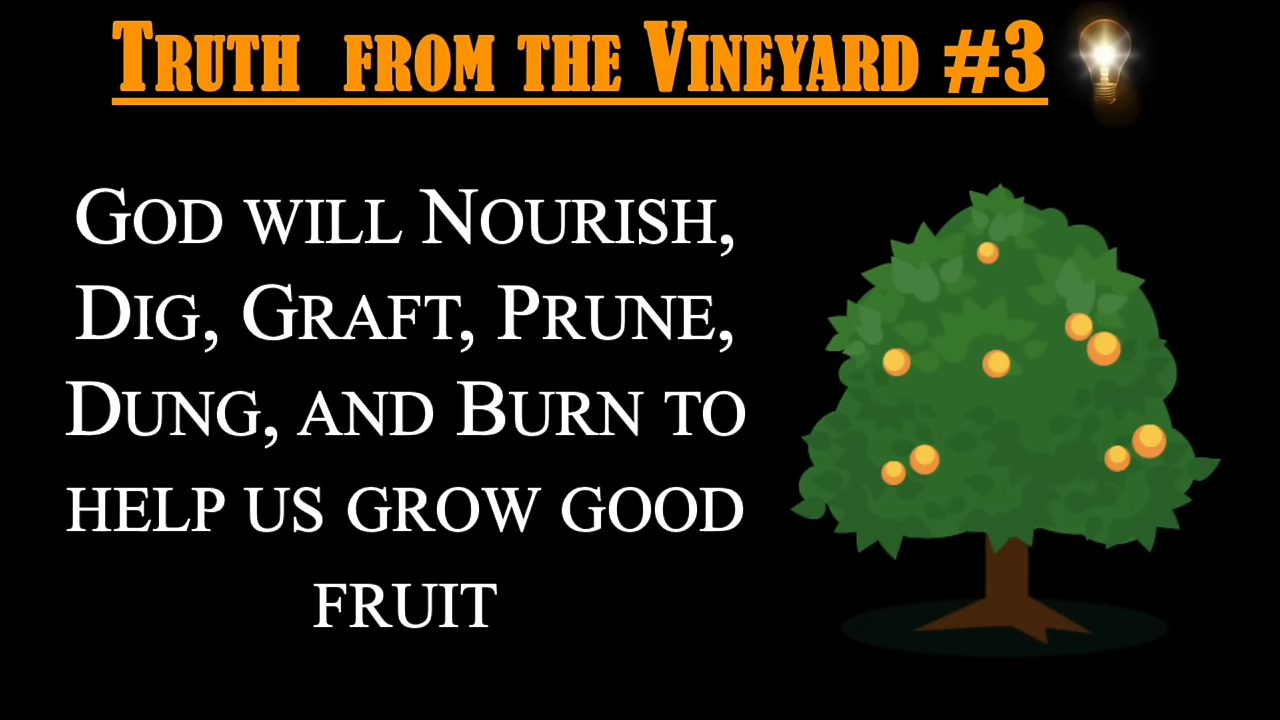 Truth from the Vineyard #3
God will Nourish,
Dig, Graft, Prune,
Dung, and Burn to
help us grow good
fruit